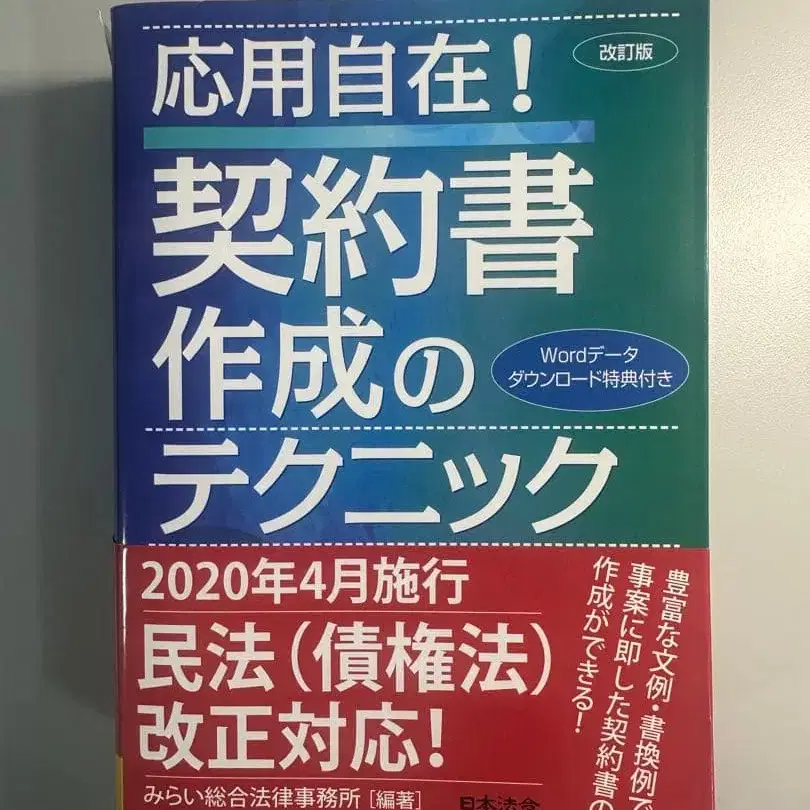 応用自在!
改訂版
契約書
作成の
テクニック
Wordデータ
ダウンロード特典付き
2020年4月施行
民法(債権法)
改正対応!
豊富な文例・書換例で
事案に即した契約書の
作成ができる!
みらい総合法律事務所[編著]
日本法令